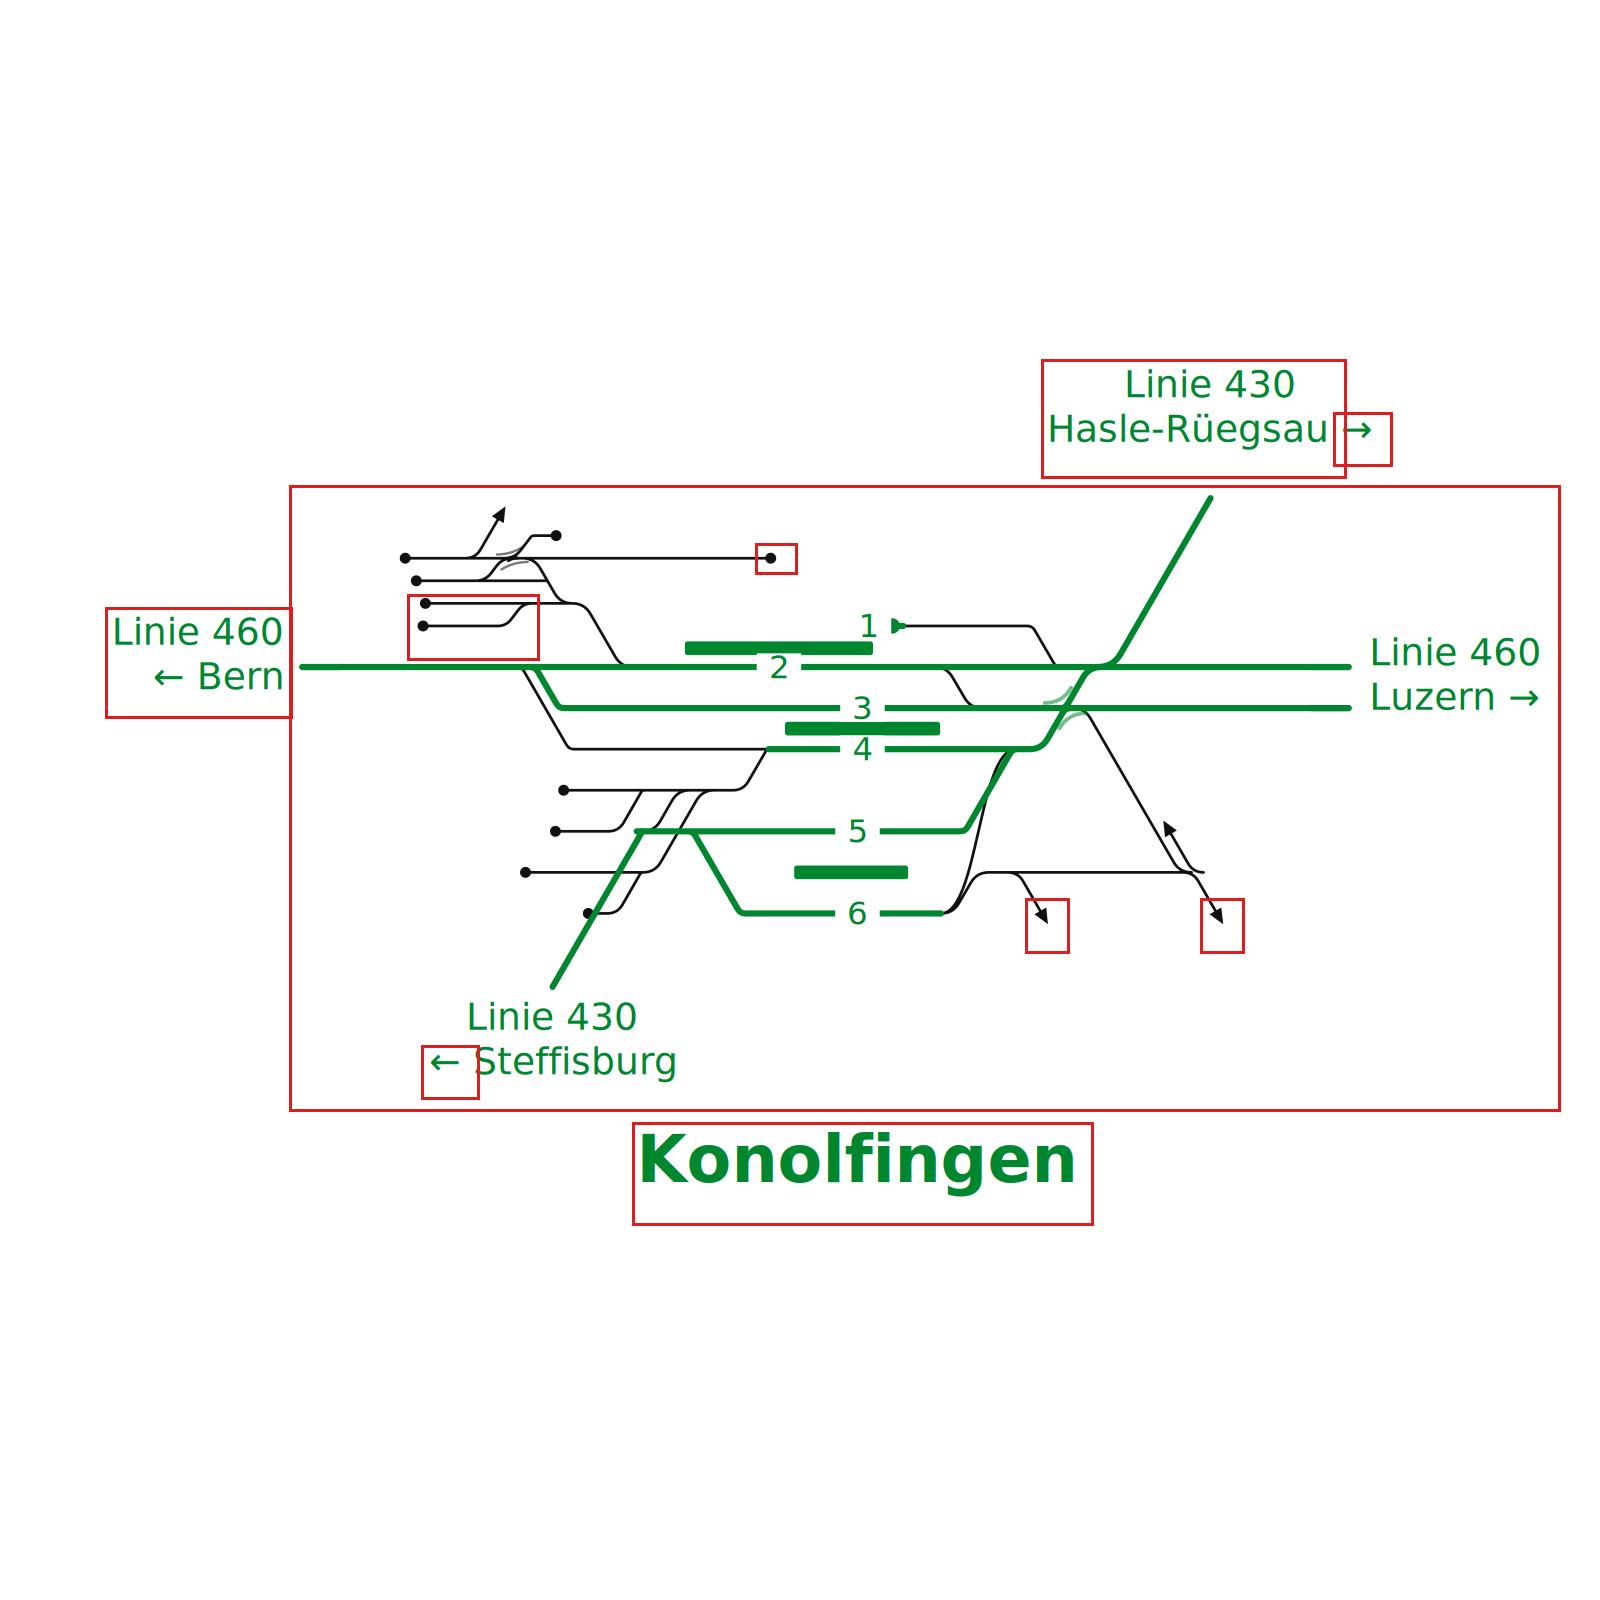 Linie 430
Hasle-Rüegsau →
Linie 460
← Bern
1
2
3
4
5
6
Linie 460
Luzern →
Linie 430
← Steffisburg
Konolfingen